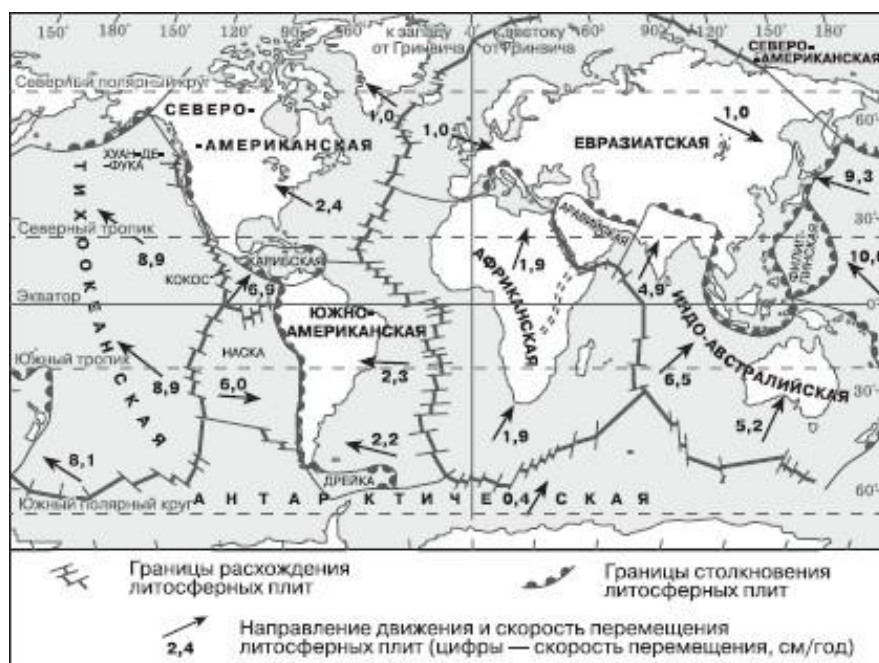 150° 180° 150° 120° 90° 60° к западу 0° к востоку 60° 90° 120° 150°
от Гринвича от Гринвича
СЕВЕРО-
-АМЕРИКАНСКАЯ
Северный полярный круг
СЕВЕРО-
-АМЕРИКАНСКАЯ
1,0
1,0
1,0
60°
ЕВРАЗИАТСКАЯ
ХУАН-ДЕ-
ФУКА
ТИХООКЕАНСКАЯ
9,3
2,4
30°
Северный тропик
АРАВИЙСКАЯ
8,9
КАРИБСКАЯ
АФРИКАНСКАЯ
1,9
ФИЛИП-
ПИНСКАЯ
10,0
КОКОС
6,9
4,9
Экватор
0°
ЮЖНО-
-АМЕРИКАНСКАЯ
ИНДО-АВСТРАЛИЙСКАЯ
НАСКА
Южный тропик
8,9
6,0
2,3
6,5
30°
1,9
5,2
2,2
8,1
ДРЕЙКА
60°
Южный полярный круг
АНТАРКТИЧЕСКАЯ
0,4
Границы расхождения
литосферных плит
Границы столкновения
литосферных плит
2,4
Направление движения и скорость перемещения
литосферных плит (цифры — скорость перемещения, см/год)